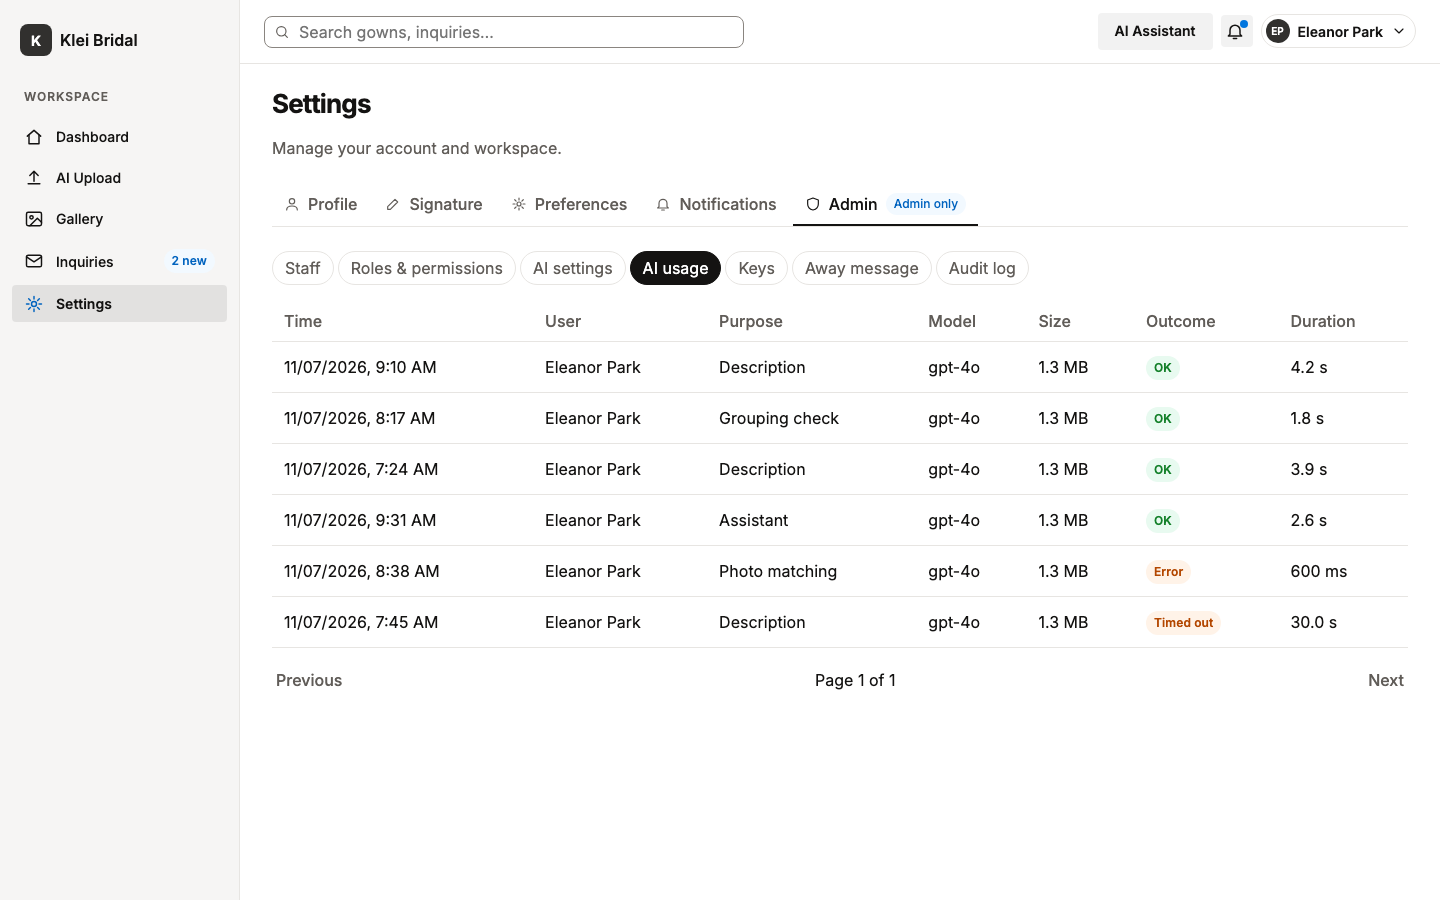 K Klei Bridal
Search gowns, inquiries...
AI Assistant
EP Eleanor Park
WORKSPACE
Dashboard
AI Upload
Gallery
Inquiries 2 new
Settings
Settings
Manage your account and workspace.
Profile Signature Preferences Notifications Admin Admin only
Staff Roles & permissions AI settings AI usage Keys Away message Audit log
Time User Purpose Model Size Outcome Duration
11/07/2026, 9:10 AM Eleanor Park Description gpt-4o 1.3 MB OK 4.2 s
11/07/2026, 8:17 AM Eleanor Park Grouping check gpt-4o 1.3 MB OK 1.8 s
11/07/2026, 7:24 AM Eleanor Park Description gpt-4o 1.3 MB OK 3.9 s
11/07/2026, 9:31 AM Eleanor Park Assistant gpt-4o 1.3 MB OK 2.6 s
11/07/2026, 8:38 AM Eleanor Park Photo matching gpt-4o 1.3 MB Error 600 ms
11/07/2026, 7:45 AM Eleanor Park Description gpt-4o 1.3 MB Timed out 30.0 s
Previous Page 1 of 1 Next